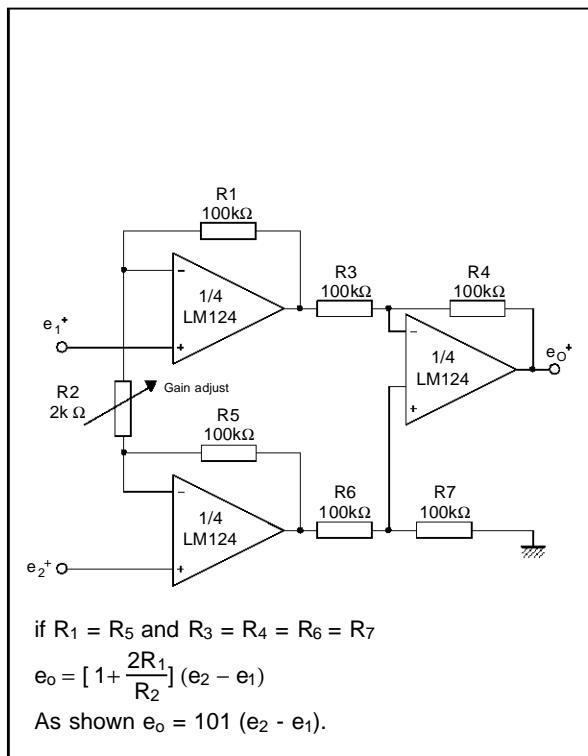 R1
100kΩ
1/4
LM124
e1+
R3
100kΩ
R4
100kΩ
1/4
LM124
eO+
R2
2k Ω
Gain adjust
R5
100kΩ
1/4
LM124
e2+
R6
100kΩ
R7
100kΩ
if R1 = R5 and R3 = R4 = R6 = R7
eo = [ 1+ 2R1/R2 ] (e2 − e1)
As shown eo = 101 (e2 - e1).